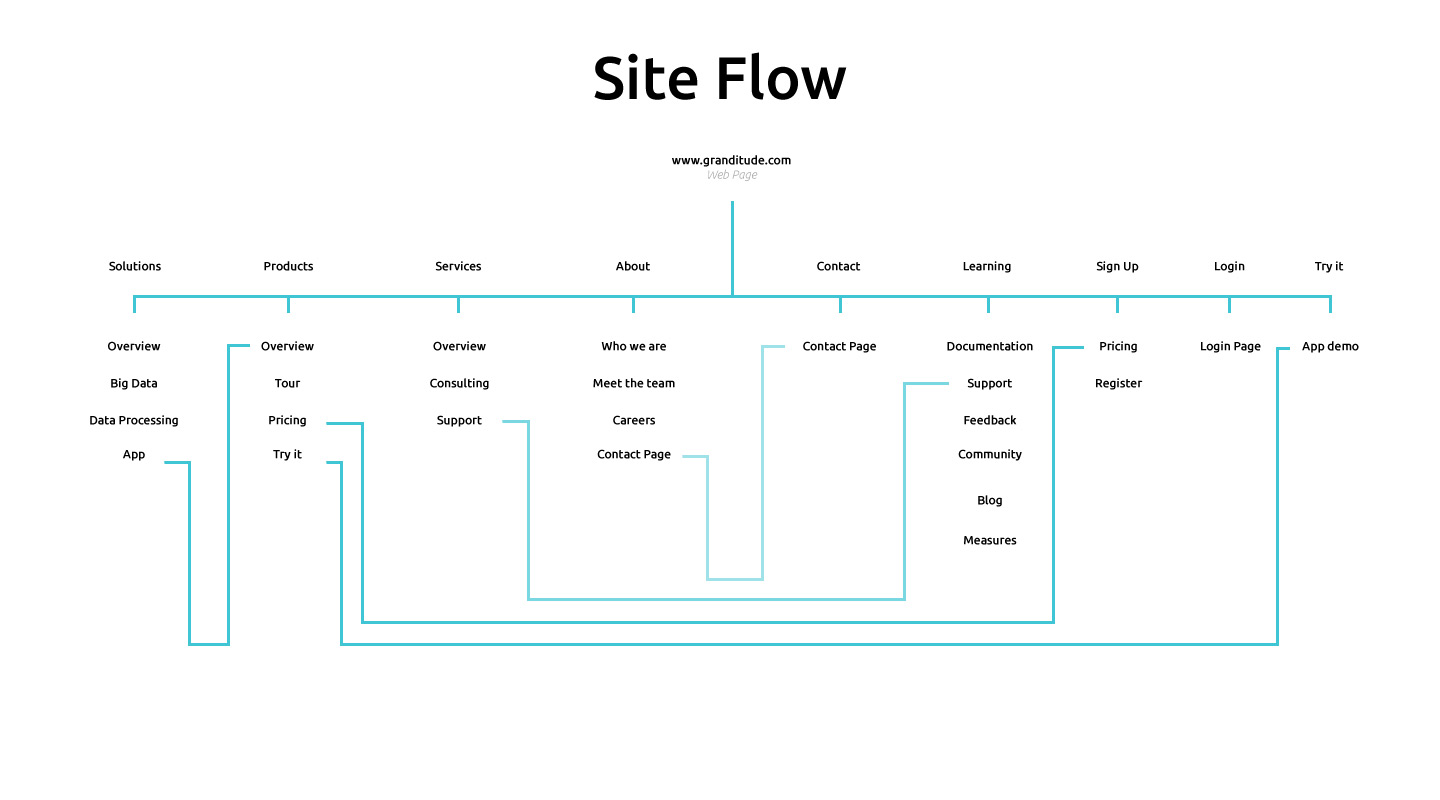 Site Flow
www.granditude.com
Web Page
Solutions
Products
Services
About
Contact
Learning
Sign Up
Login
Try it
Overview
Overview
Overview
Who we are
Contact Page
Documentation
Pricing
Login Page
App demo
Big Data
Tour
Consulting
Meet the team
Support
Register
Data Processing
Pricing
Support
Careers
Feedback
App
Try it
Contact Page
Community
Blog
Measures